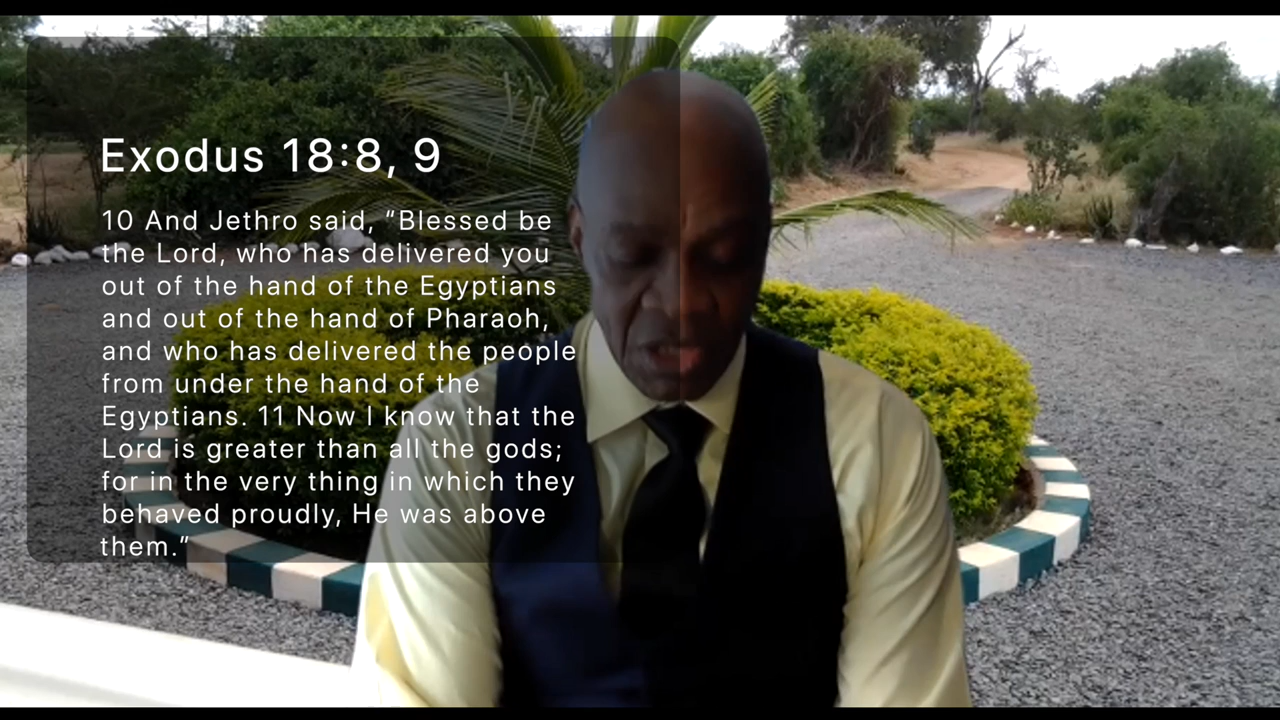 Exodus 18:8, 9
10 And Jethro said, “Blessed be
the Lord, who has delivered you
out of the hand of the Egyptians
and out of the hand of Pharaoh,
and who has delivered the people
from under the hand of the
Egyptians. 11 Now I know that the
Lord is greater than all the gods;
for in the very thing in which they
behaved proudly, He was above
them.”